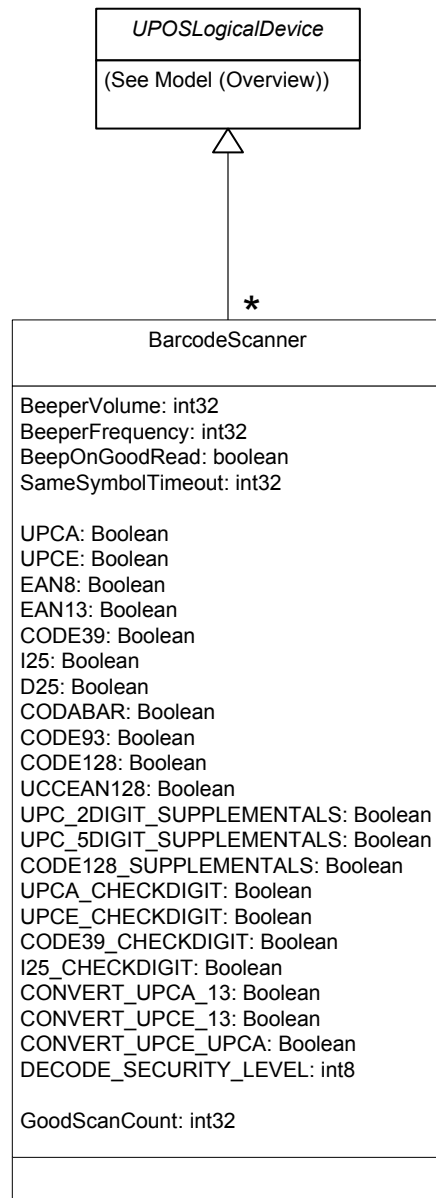 UPOSLogicalDevice
(See Model (Overview))
*
BarcodeScanner
BeeperVolume: int32
BeeperFrequency: int32
BeepOnGoodRead: boolean
SameSymbolTimeout: int32
UPCA: Boolean
UPCE: Boolean
EAN8: Boolean
EAN13: Boolean
CODE39: Boolean
I25: Boolean
D25: Boolean
CODABAR: Boolean
CODE93: Boolean
CODE128: Boolean
UCCEAN128: Boolean
UPC_2DIGIT_SUPPLEMENTALS: Boolean
UPC_5DIGIT_SUPPLEMENTALS: Boolean
CODE128_SUPPLEMENTALS: Boolean
UPCA_CHECKDIGIT: Boolean
UPCE_CHECKDIGIT: Boolean
CODE39_CHECKDIGIT: Boolean
I25_CHECKDIGIT: Boolean
CONVERT_UPCA_13: Boolean
CONVERT_UPCE_13: Boolean
CONVERT_UPCE_UPCA: Boolean
DECODE_SECURITY_LEVEL: int8
GoodScanCount: int32